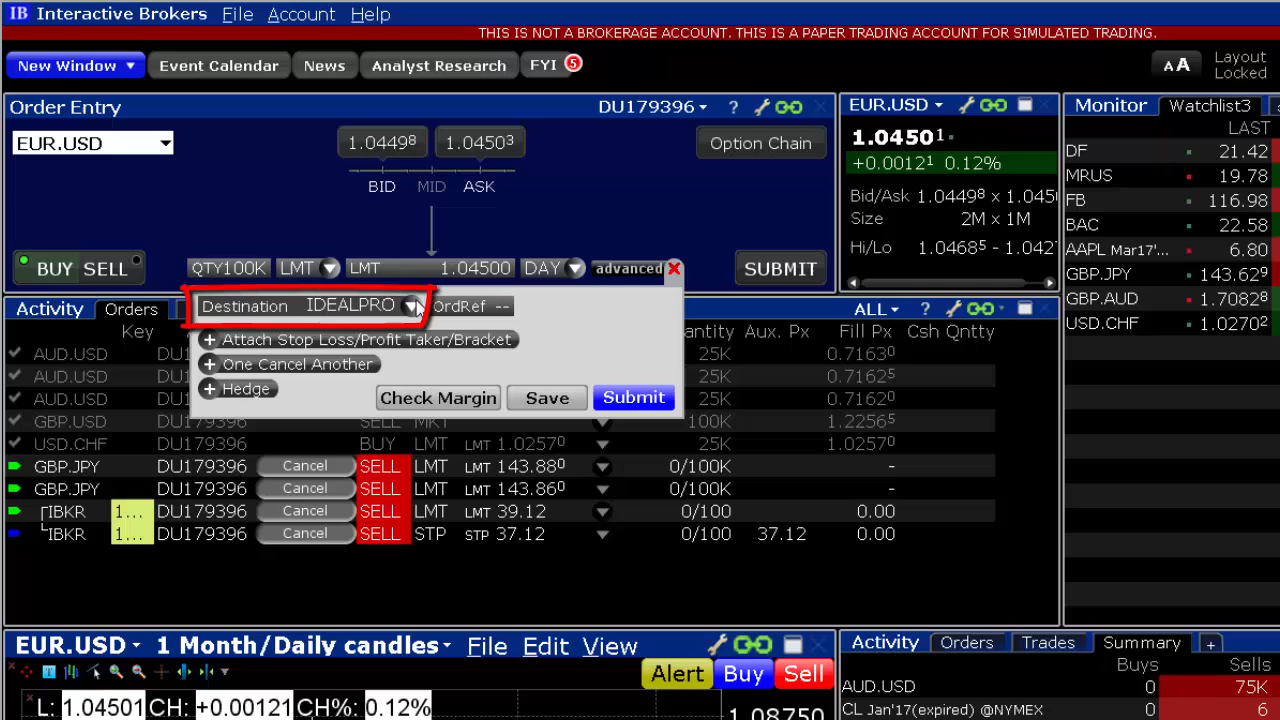 IB Interactive Brokers File Account Help
THIS IS NOT A BROKERAGE ACCOUNT. THIS IS A PAPER TRADING ACCOUNT FOR SIMULATED TRADING.
New Window Event Calendar News Analyst Research FYI 5 AA Layout Locked
Order Entry DU179396 ?
EUR.USD 1.04498 1.04503 Option Chain
BID MID ASK
BUY SELL QTY100K LMT LMT 1.04500 DAY advanced SUBMIT
Destination IDEALPRO OrdRef --
+ Attach Stop Loss/Profit Taker/Bracket
+ One Cancel Another
+ Hedge
Check Margin Save Submit
EUR.USD
1.04501
+0.00121 0.12%
Bid/Ask 1.04498 x 1.045
Size 2M x 1M
Hi/Lo 1.04685 - 1.042
Monitor Watchlist3
LAST
DF 21.42
MRUS 19.78
FB 116.98
BAC 22.58
AAPL Mar17'... 6.80
GBP.JPY 143.629
GBP.AUD 1.70828
USD.CHF 1.02702
Activity Orders ALL ?
Key Aux. Px Fill Px Csh Qntty
AUD.USD 25K 0.71630
AUD.USD 25K 0.71625
AUD.USD 25K 0.71620
GBP.USD DU179396 SELL MKT 100K 1.22565
USD.CHF DU179396 BUY LMT LMT 1.02570 25K 1.02570
GBP.JPY DU179396 Cancel SELL LMT LMT 143.880 0/100K -
GBP.JPY DU179396 Cancel SELL LMT LMT 143.860 0/100K -
IBKR 1... DU179396 Cancel SELL LMT LMT 39.12 0/100 0.00
IBKR 1... DU179396 Cancel SELL STP STP 37.12 0/100 37.12 0.00
EUR.USD 1 Month/Daily candles File Edit View
Alert Buy Sell
L: 1.04501 CH: +0.00121 CH%: 0.12% 1.08750
Activity Orders Trades Summary +
Buys Sells
AUD.USD 0 75K
CL Jan'17(expired) @NYMEX 0 6